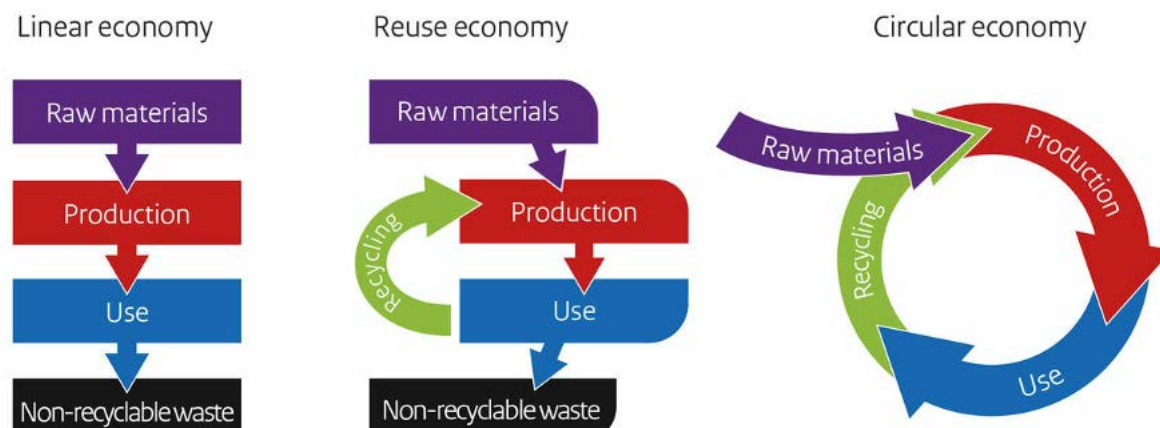 Linear economy
Raw materials
Production
Use
Non-recyclable waste
Reuse economy
Raw materials
Production
Recycling
Use
Non-recyclable waste
Circular economy
Raw materials
Production
Use
Recycling